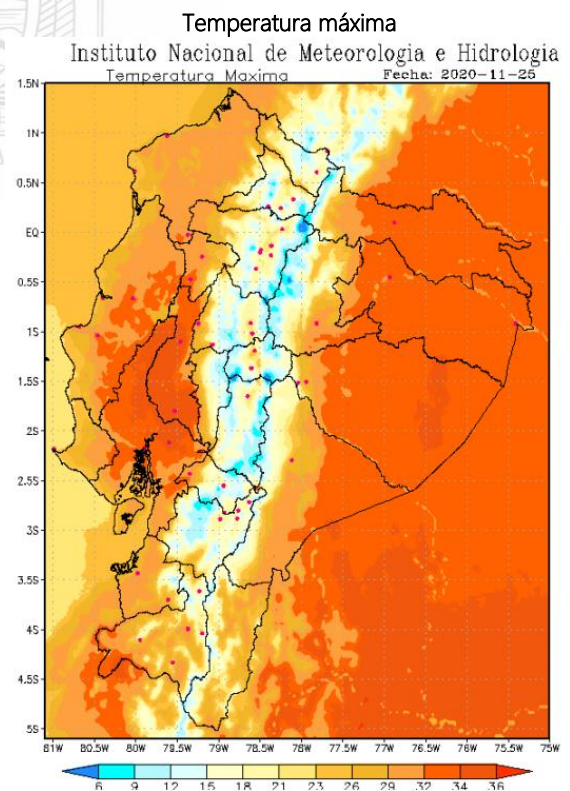 Temperatura máxima
Instituto Nacional de Meteorologia e Hidrologia
Temperatura Maxima Fecha: 2020-11-25
1.5N
1N
0.5N
EQ
0.5S
1S
1.5S
2S
2.5S
3S
3.5S
4S
4.5S
5S
81W 80.5W 80W 79.5W 79W 78.5W 78W 77.5W 77W 76.5W 76W 75.5W 75W
6 9 12 15 18 21 23 26 29 32 34 36